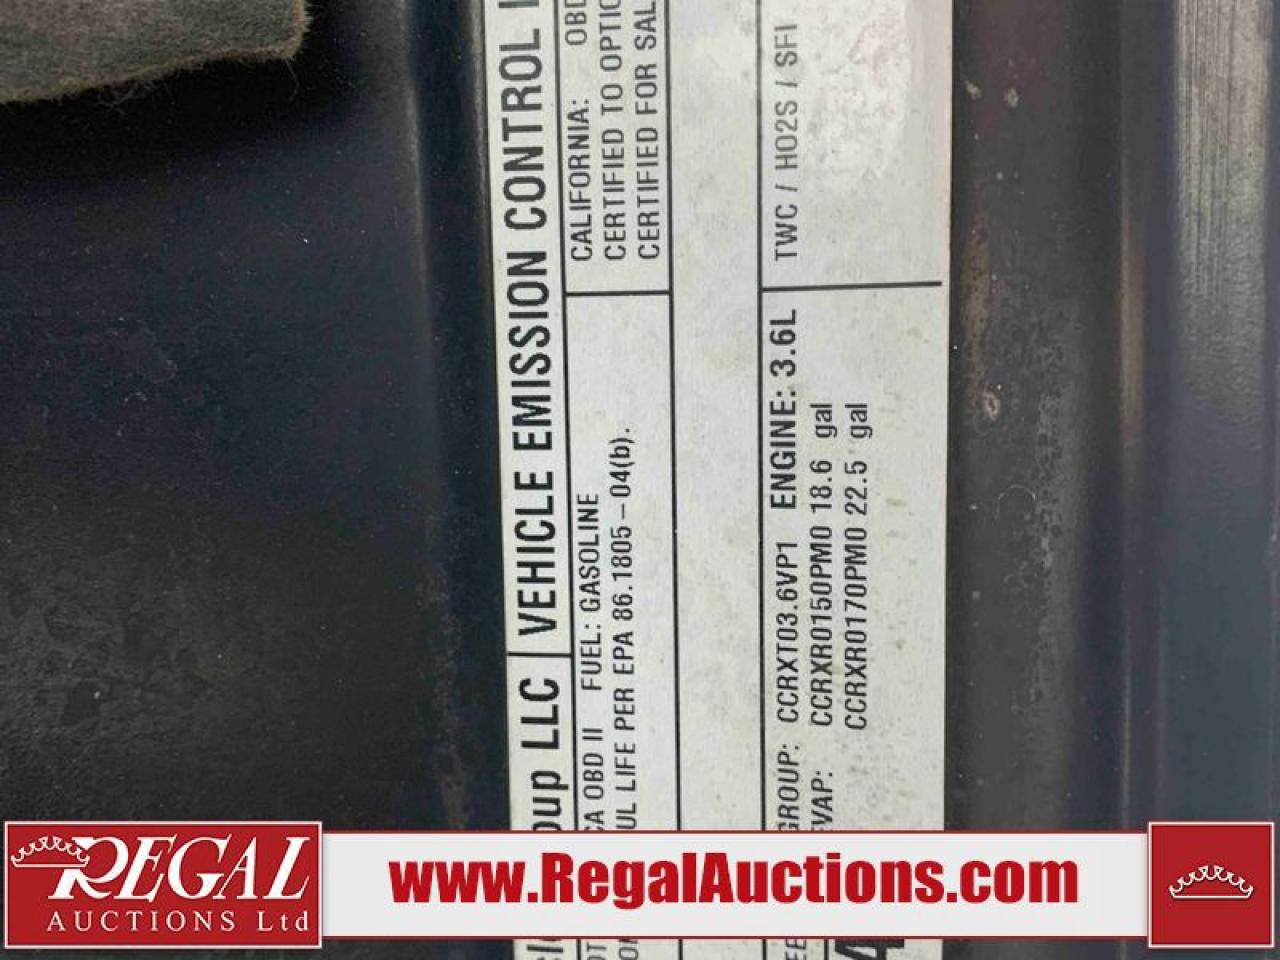 oup LLC VEHICLE EMISSION CONTROL
CA OBD II FUEL: GASOLINE
UL LIFE PER EPA 86.1805-04(b).
CALIFORNIA: OBD
CERTIFIED TO OPTIO
CERTIFIED FOR SAL
GROUP: CCRXT03.6VP1 ENGINE: 3.6L
EVAP: CCRXR0150PM0 18.6 gal
CCRXR0170PM0 22.5 gal
TWC / HO2S / SFI
REGAL
AUCTIONS Ltd
www.RegalAuctions.com